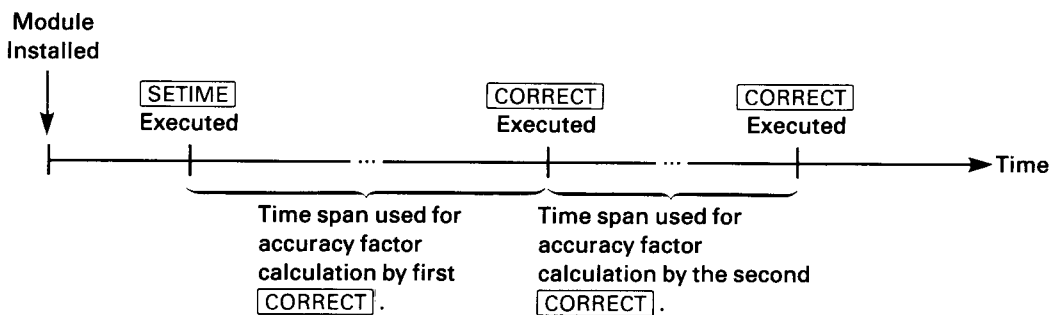 Module
Installed
SETIME
Executed
CORRECT
Executed
CORRECT
Executed
...
...
Time
Time span used for
accuracy factor
calculation by first
CORRECT.
Time span used for
accuracy factor
calculation by the second
CORRECT.